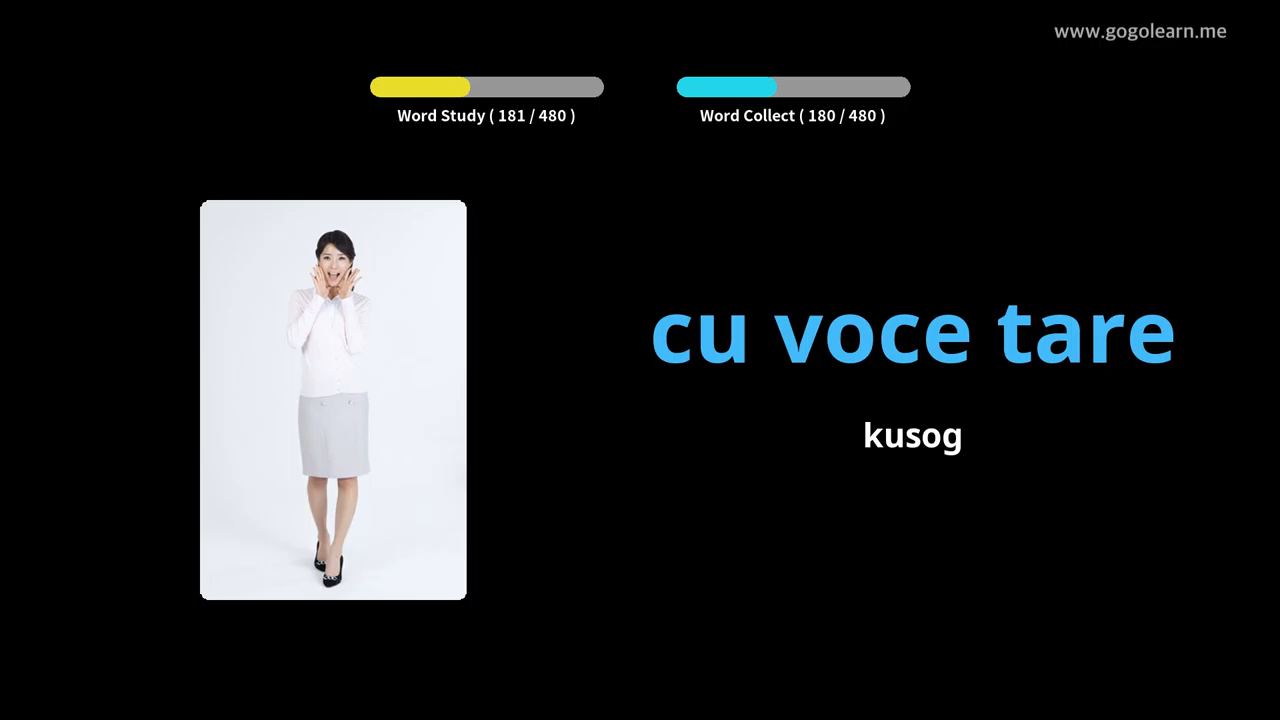 www.gogolearn.me
Word Study ( 181 / 480 )
Word Collect ( 180 / 480 )
cu voce tare
kusog